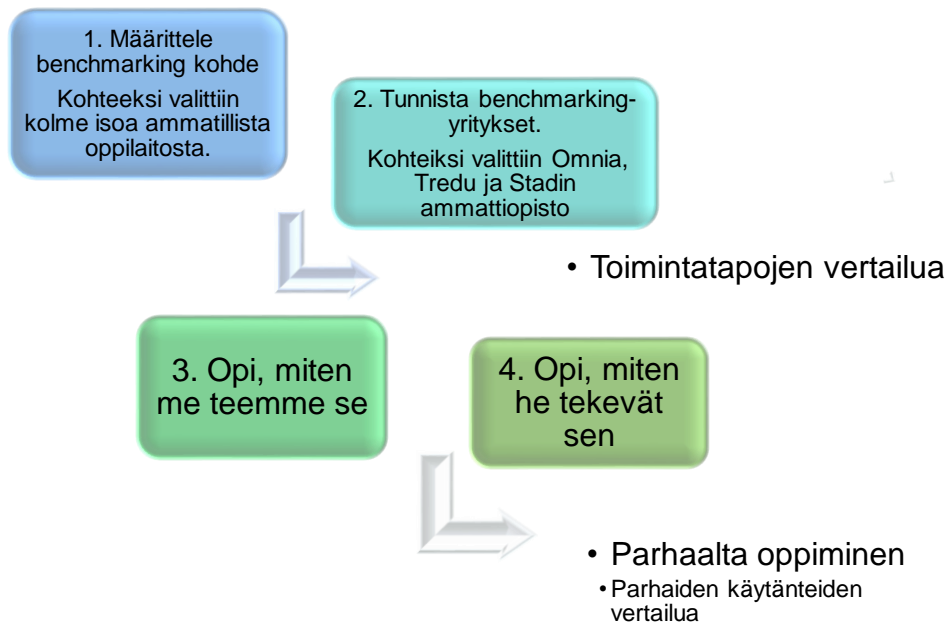 1. Määrittele
benchmarking kohde
Kohteeksi valittiin
kolme isoa ammatillista
oppilaitosta.
2. Tunnista benchmarking-
yritykset.
Kohteiksi valittiin Omnia,
Tredu ja Stadin
ammattiopisto
• Toimintatapojen vertailua
3. Opi, miten
me teemme se
4. Opi, miten
he tekevät
sen
• Parhaalta oppiminen
• Parhaiden käytänteiden
vertailua